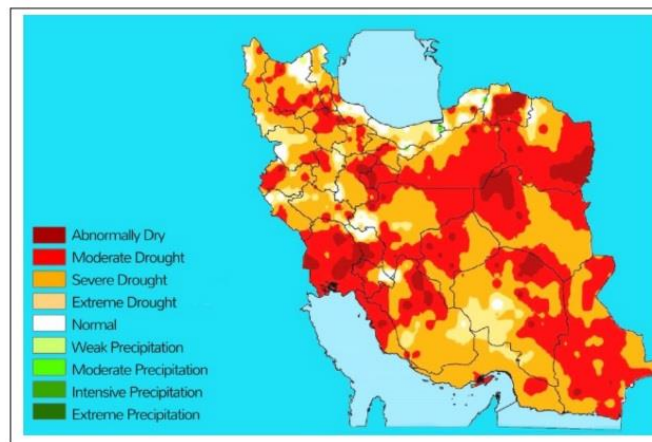 Abnormally Dry
Moderate Drought
Severe Drought
Extreme Drought
Normal
Weak Precipitation
Moderate Precipitation
Intensive Precipitation
Extreme Precipitation